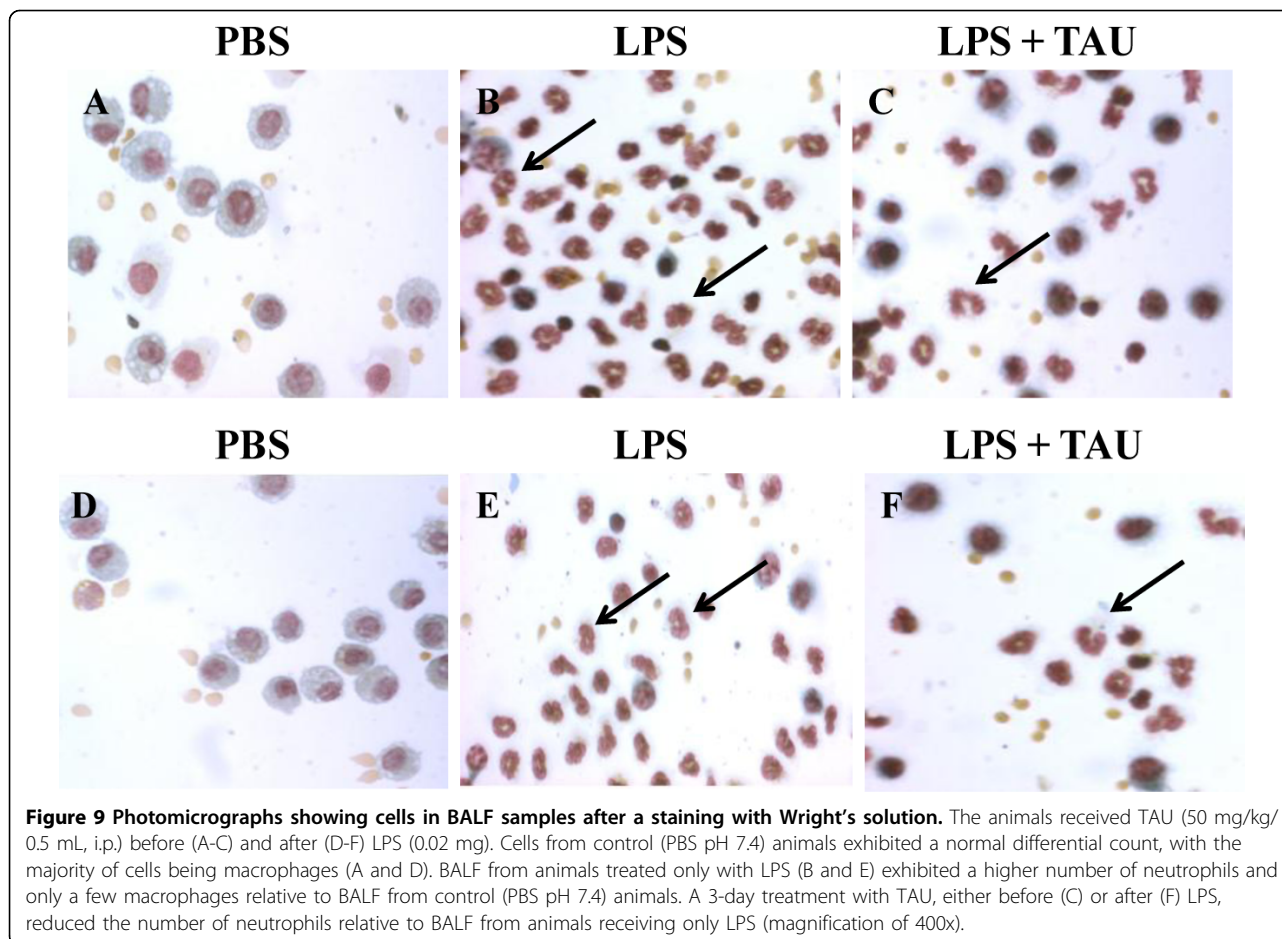 PBS LPS LPS + TAU
A B C
PBS LPS LPS + TAU
D E F
Figure 9 Photomicrographs showing cells in BALF samples after a staining with Wright's solution. The animals received TAU (50 mg/kg/
0.5 mL, i.p.) before (A-C) and after (D-F) LPS (0.02 mg). Cells from control (PBS pH 7.4) animals exhibited a normal differential count, with the
majority of cells being macrophages (A and D). BALF from animals treated only with LPS (B and E) exhibited a higher number of neutrophils and
only a few macrophages relative to BALF from control (PBS pH 7.4) animals. A 3-day treatment with TAU, either before (C) or after (F) LPS,
reduced the number of neutrophils relative to BALF from animals receiving only LPS (magnification of 400x).